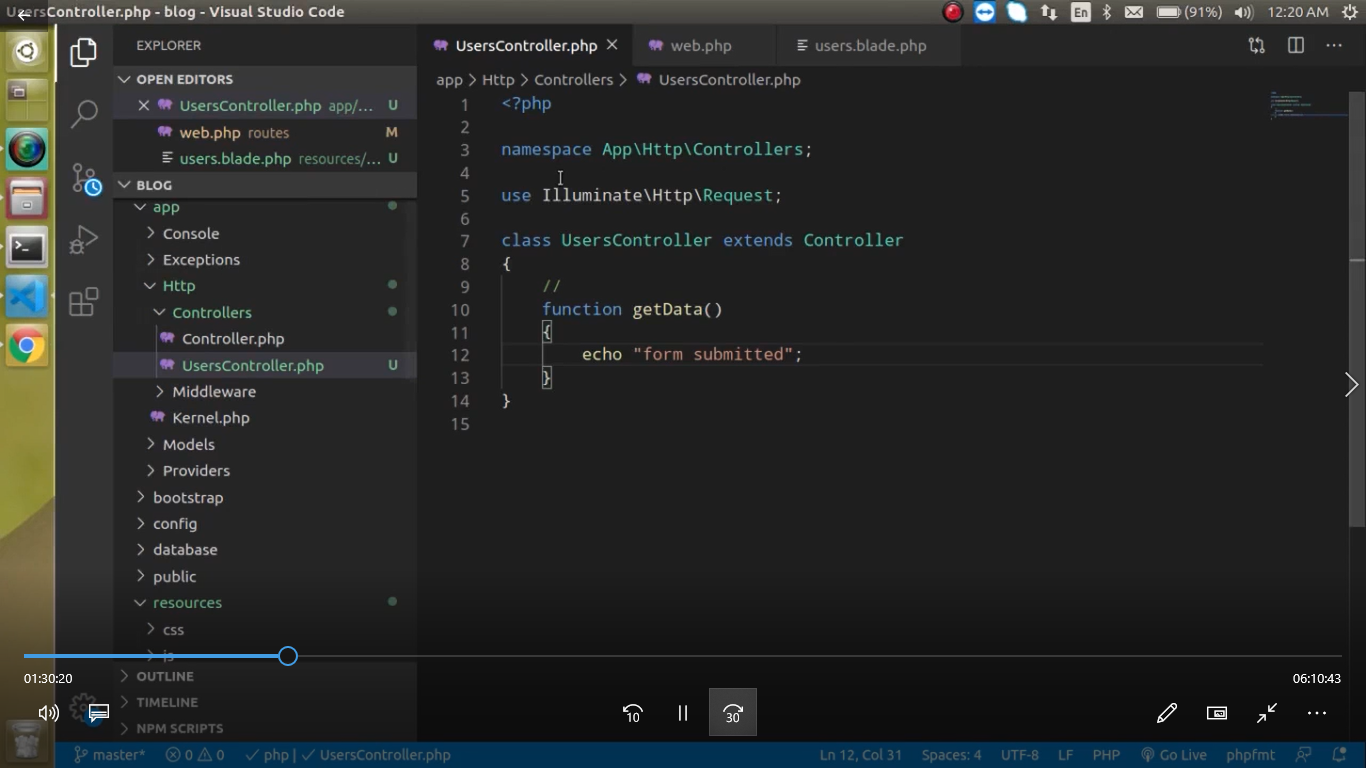 UsersController.php - blog - Visual Studio Code
En
(91%)
12:20 AM
EXPLORER
OPEN EDITORS
UsersController.php app/... U
web.php routes M
users.blade.php resources/... U
BLOG
app
Console
Exceptions
Http
Controllers
Controller.php
UsersController.php U
Middleware
Kernel.php
Models
Providers
bootstrap
config
database
public
resources
css
js
OUTLINE
TIMELINE
NPM SCRIPTS
UsersController.php
web.php
users.blade.php
app > Http > Controllers > UsersController.php
1 <?php
2
3 namespace App\Http\Controllers;
4
5 use Illuminate\Http\Request;
6
7 class UsersController extends Controller
8 {
9 //
10 function getData()
11 {
12 echo "form submitted";
13 }
14 }
15
01:30:20
06:10:43
10
30
master* 0 0 php | UsersController.php
Ln 12, Col 31 Spaces: 4 UTF-8 LF PHP Go Live phpfmt